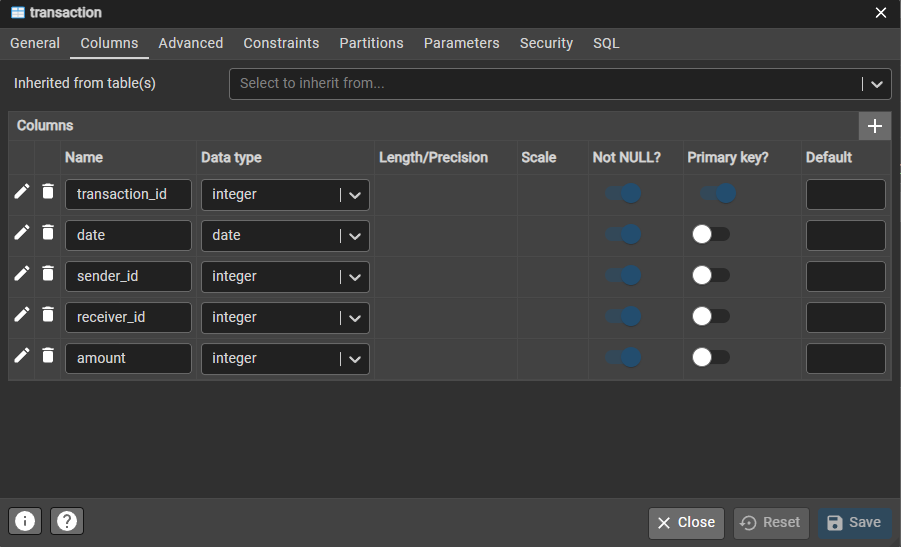 transaction
General Columns Advanced Constraints Partitions Parameters Security SQL
Inherited from table(s) Select to inherit from...
Columns
Name Data type Length/Precision Scale Not NULL? Primary key? Default
transaction_id integer
date date
sender_id integer
receiver_id integer
amount integer
Close Reset Save